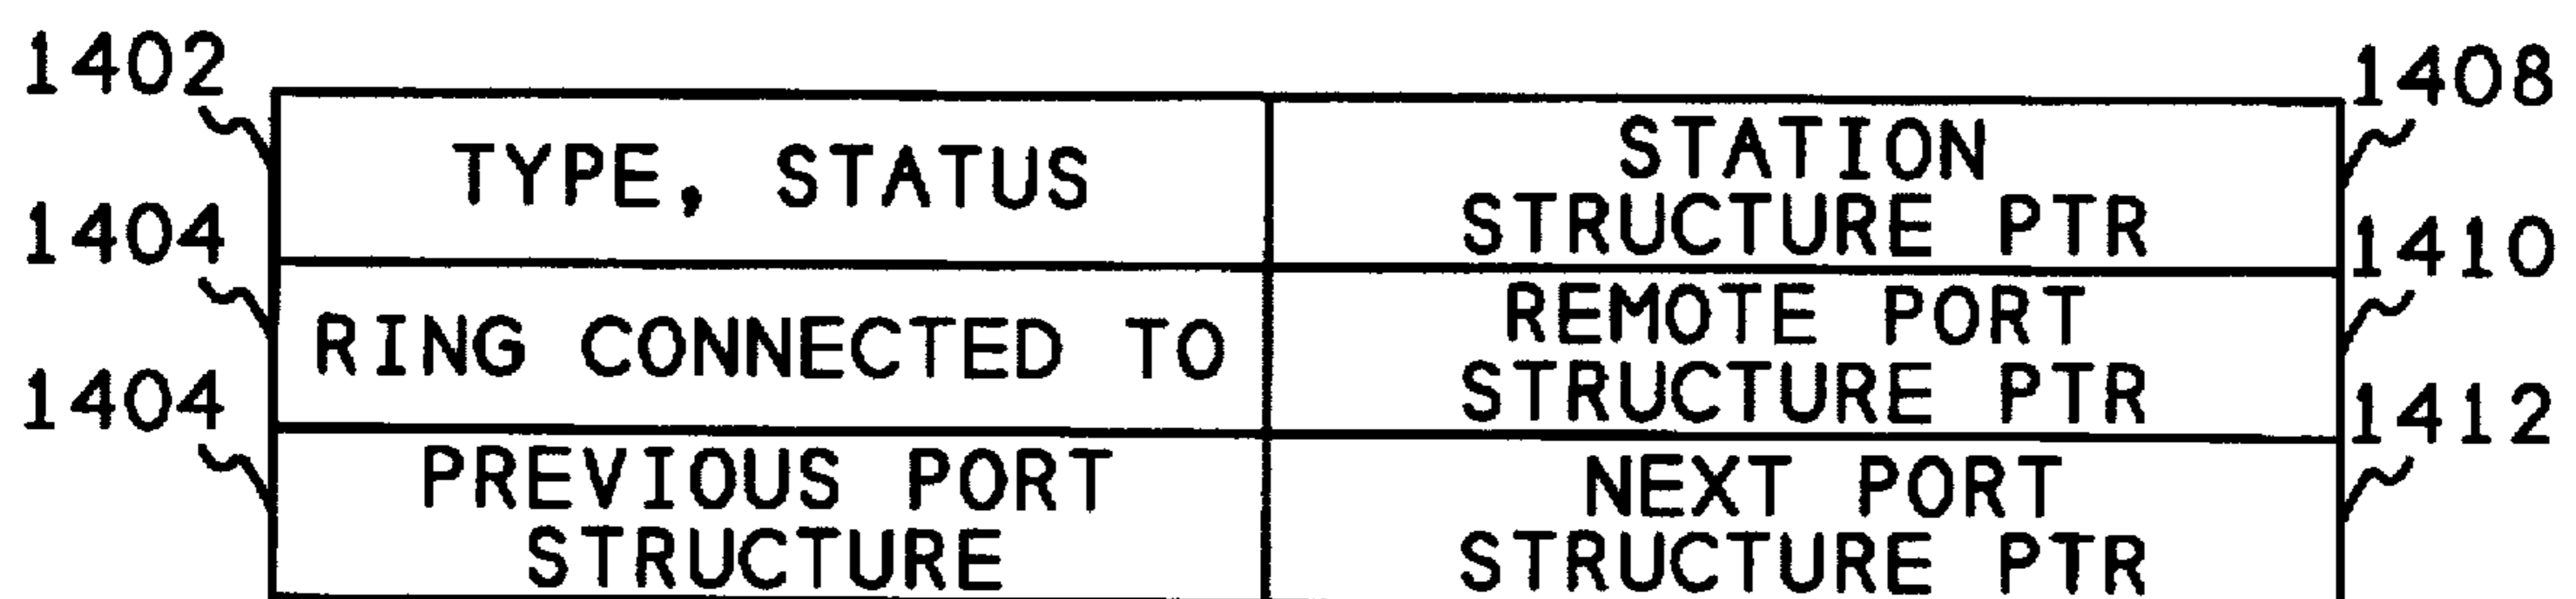 1402
TYPE, STATUS
STATION
STRUCTURE PTR
1408
1404
RING CONNECTED TO
REMOTE PORT
STRUCTURE PTR
1410
1404
PREVIOUS PORT
STRUCTURE
NEXT PORT
STRUCTURE PTR
1412